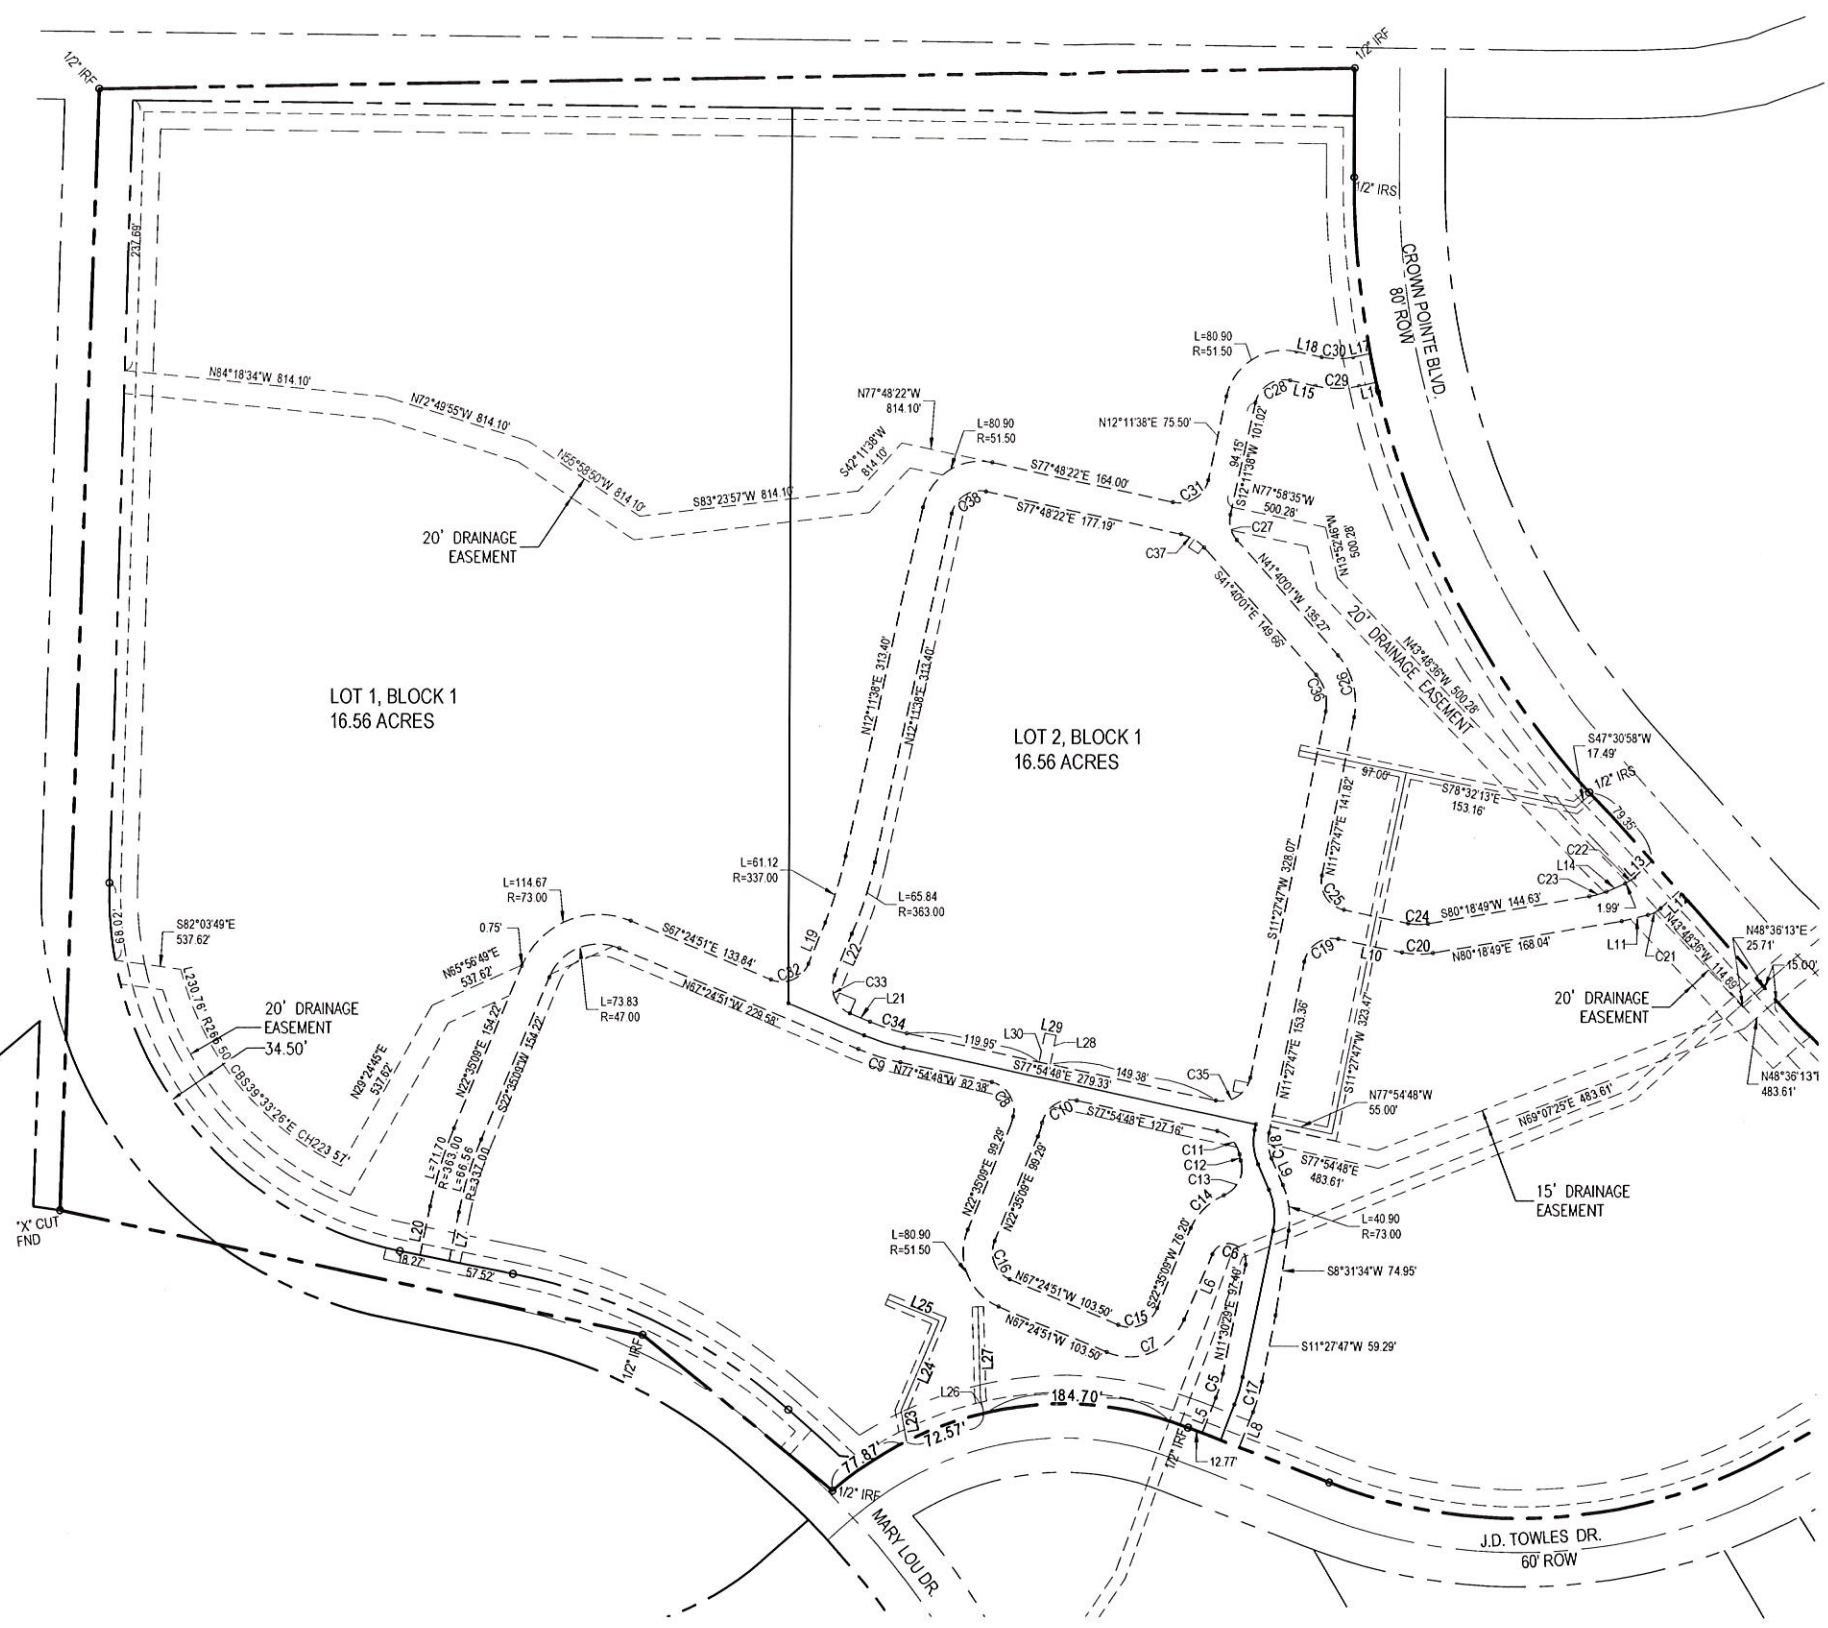 1/2" IRF
1/2" IRF
1/2" IRS
237.69'
CROWN POINTE BLVD.
80' ROW
L=80.90
R=51.50
L18
C30
L17
C28
L15
C29
N84°18'34"W 814.10'
N72°49'55"W 814.10'
N55°58'50"W 814.10'
S83°23'57"W 814.10'
S42°11'38"W
814.10'
N77°48'22"W
814.10'
L=80.90
R=51.50
N12°11'38"E 75.50'
94.15'
S12°11'38"W 101.02'
S77°48'22"E 164.00'
C31
C38
S77°48'22"E 177.19'
N77°58'35"W
500.28'
C27
C37
N13°52'46"W
500.28'
20' DRAINAGE
EASEMENT
N41°40'01"W 135.27'
S41°40'01"E 149.66'
20' DRAINAGE EASEMENT
N43°48'36"W 500.28'
C26
C36
N12°11'38"E 313.40'
N12°11'38"E 313.40'
LOT 1, BLOCK 1
16.56 ACRES
LOT 2, BLOCK 1
16.56 ACRES
S47°30'58"W
17.49'
1/2" IRS
97.00'
S78°32'13"E
153.16'
79.35'
N11°27'47"E 141.82'
S11°27'47"W 328.07'
C22
L14
C23
L13
1.99'
L12
C25
C24
S80°18'49"W 144.63'
C19
L10
C20
N80°18'49"E 168.04'
L11
C21
N43°48'36"W 114.89'
N48°36'13"E
25.71'
15.00'
20' DRAINAGE
EASEMENT
N48°36'13"E
483.61'
L=61.12
R=337.00
L=65.84
R=363.00
L=114.67
R=73.00
0.75'
S67°24'51"E 133.84'
C32
L19
L22
C33
L21
C34
N67°24'51"W 229.58'
L=73.83
R=47.00
68.02'
S82°03'49"E
537.62'
N65°56'49"E
537.62'
L230.76' R266.50' CBS39°33'26"E CH223.57'
20' DRAINAGE
EASEMENT
34.50'
N29°24'45"E
537.62'
N22°35'09"E 154.22'
S22°35'09"W 154.22'
119.95'
L30
L29
L28
S77°54'48"E 279.33'
149.38'
C35
C9
N77°54'48"W 82.38'
C8
C10
S77°54'48"E 127.16'
C11
C12
C13
C14
N11°27'47"E 153.36'
S11°27'47"W 323.47'
N77°54'48"W
55.00'
C18
L9
S77°54'48"E
483.61'
N69°07'25"E 483.61'
15' DRAINAGE
EASEMENT
L=71.70
R=363.00
L=66.56
R=337.00
L20
L7
18.27'
57.52'
"X" CUT
FND
N22°35'09"E 99.29'
N22°35'09"E 99.29'
L=80.90
R=51.50
C16
N67°24'51"W 103.50'
N67°24'51"W 103.50'
C15
C7
S22°35'09"W 76.20'
C6
L6
N11°30'29"E 97.40'
L=40.90
R=73.00
S8°31'34"W 74.95'
S11°27'47"W 59.29'
L25
L24
L23
L26
L27
184.70'
72.57'
77.87'
1/2" IRF
1/2" IRF
L5
C5
C17
L8
1/2" IRF
12.77'
MARY LOU DR.
J.D. TOWLES DR.
60' ROW